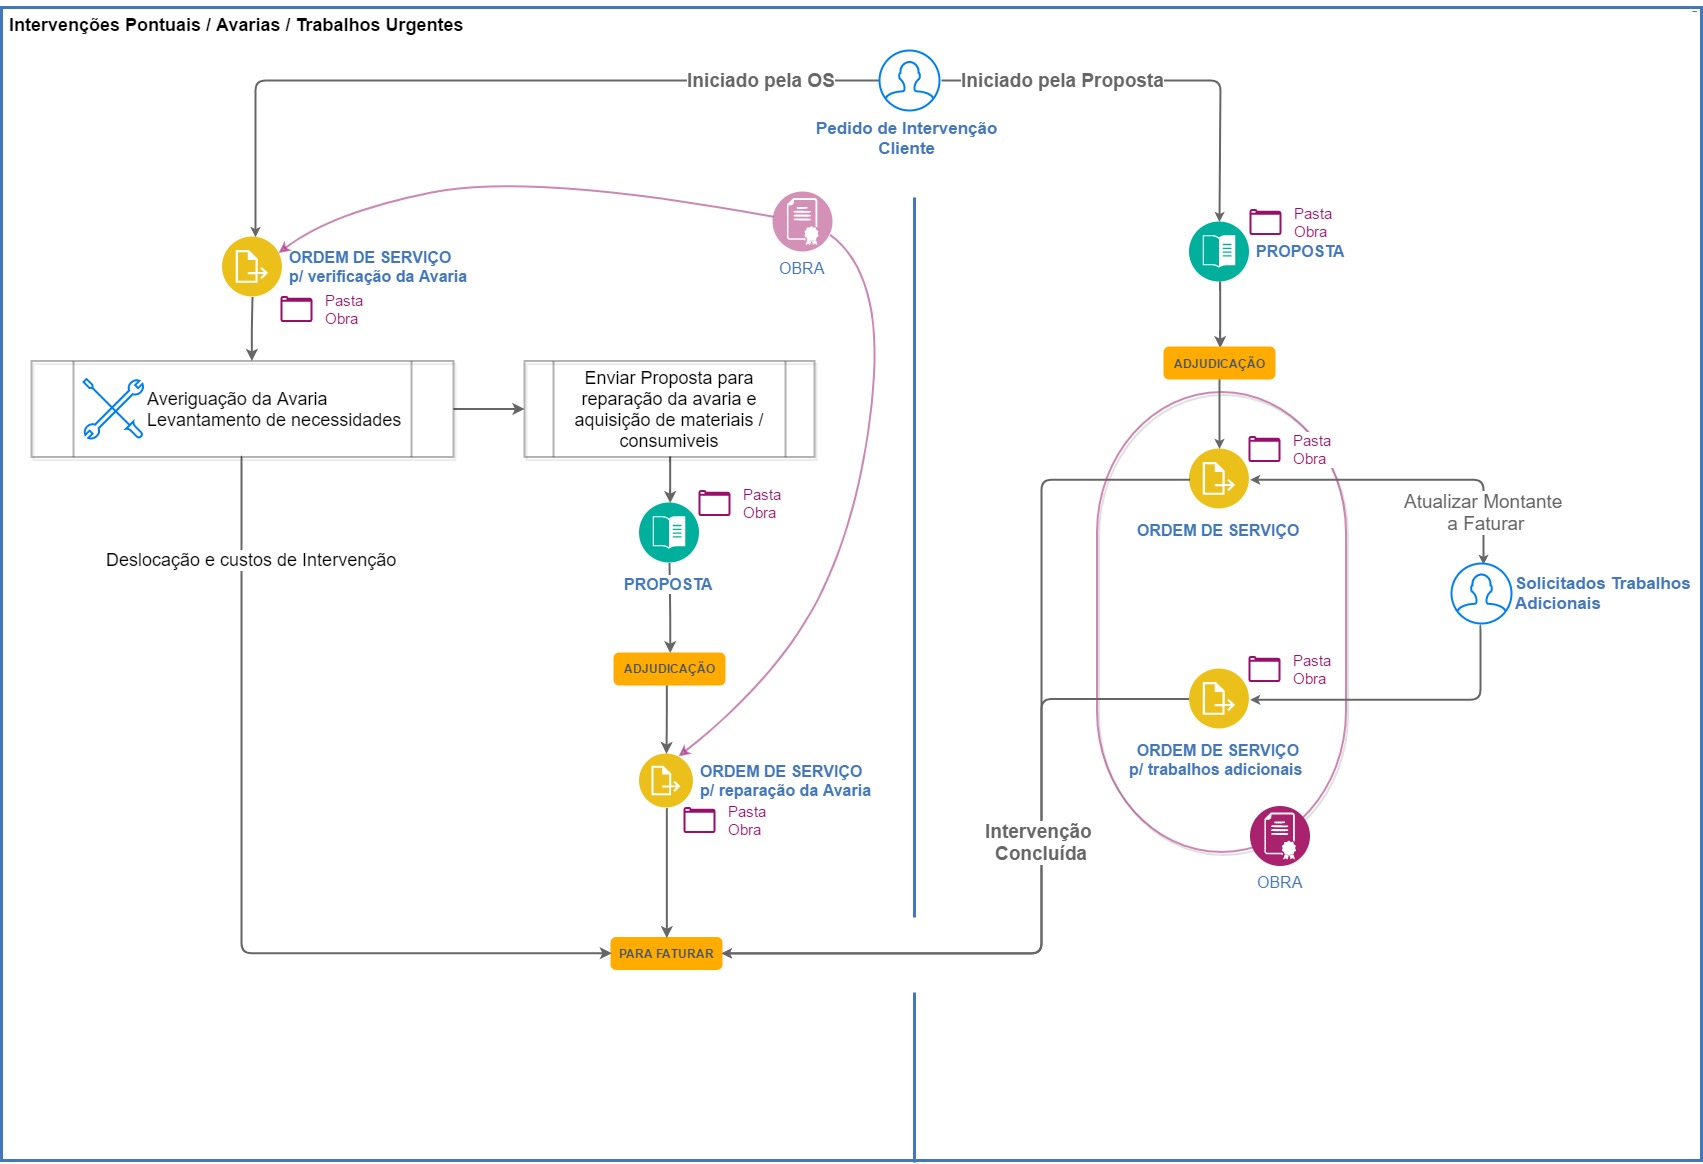 Intervenções Pontuais / Avarias / Trabalhos Urgentes
Iniciado pela OS
Iniciado pela Proposta
Pedido de Intervenção
Cliente
OBRA
ORDEM DE SERVIÇO
p/ verificação da Avaria
Pasta
Obra
Averiguação da Avaria
Levantamento de necessidades
Enviar Proposta para
reparação da avaria e
aquisição de materiais /
consumiveis
Pasta
Obra
PROPOSTA
Deslocação e custos de Intervenção
ADJUDICAÇÃO
ORDEM DE SERVIÇO
p/ reparação da Avaria
Pasta
Obra
PARA FATURAR
Pasta
Obra
PROPOSTA
ADJUDICAÇÃO
Pasta
Obra
ORDEM DE SERVIÇO
Atualizar Montante
a Faturar
Solicitados Trabalhos
Adicionais
Pasta
Obra
ORDEM DE SERVIÇO
p/ trabalhos adicionais
Intervenção
Concluída
OBRA